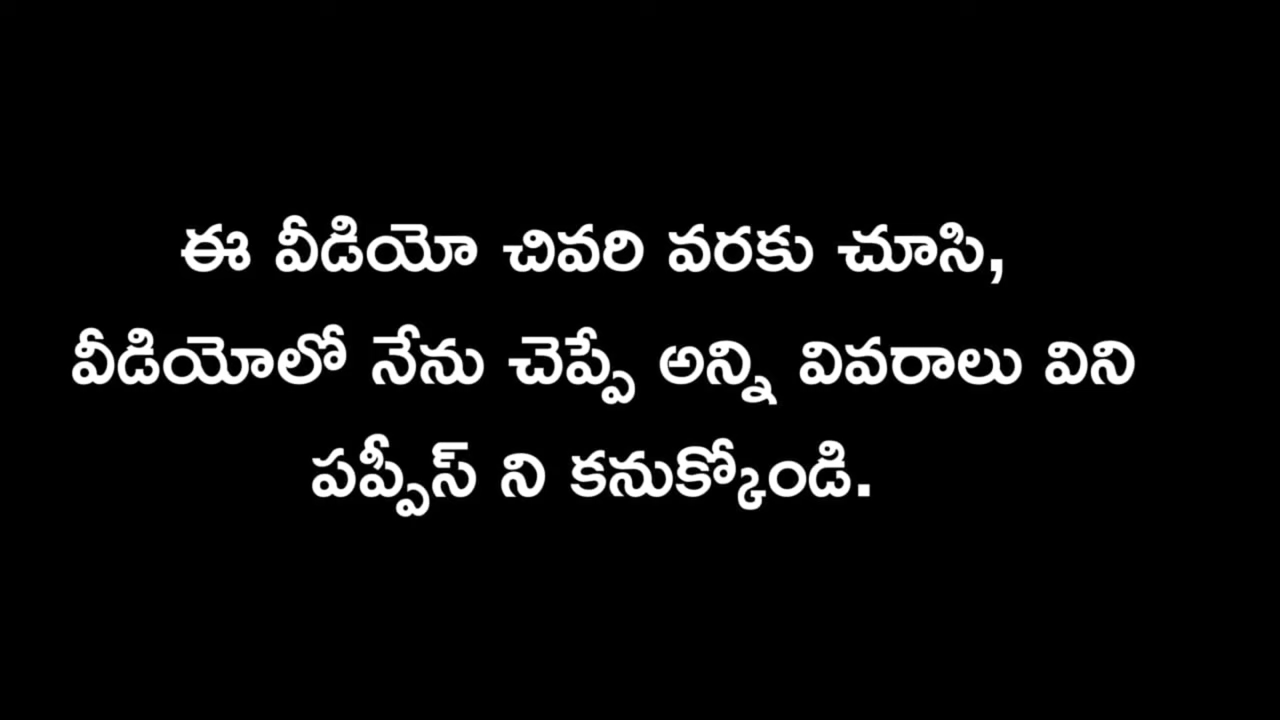 ఈ వీడియో చివరి వరకు చూసి,
వీడియోలో నేను చెప్పే అన్ని వివరాలు విని
పప్పీస్ ని కనుక్కోండి.